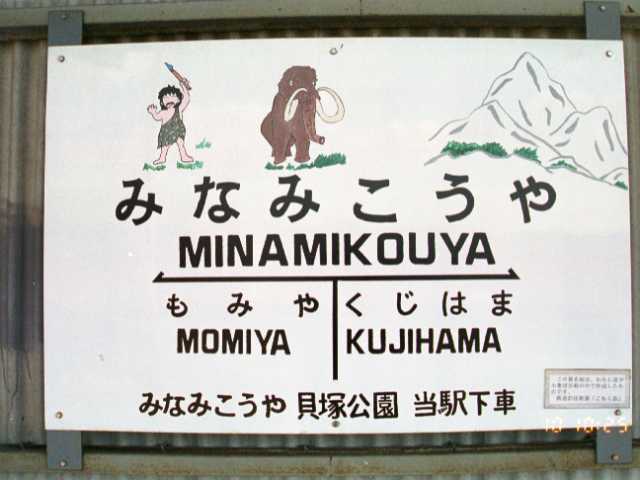 みなみこうや
MINAMIKOUYA
もみや くじはま
MOMIYA KUJIHAMA
みなみこうや 貝塚公園 当駅下車